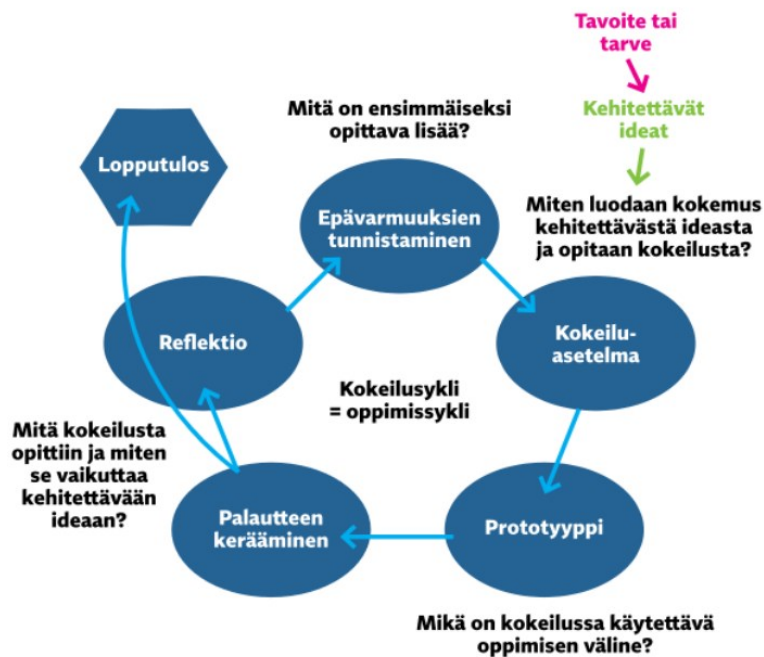 Tavoite tai
tarve
Kehitettävät
ideat
Mitä on ensimmäiseksi
opittava lisää?
Lopputulos
Epävarmuuksien
tunnistaminen
Miten luodaan kokemus
kehitettävästä ideasta
ja opitaan kokeilusta?
Reflektio
Kokeilu-
asetelma
Kokeilusykli
= oppimissykli
Mitä kokeilusta
opittiin ja miten
se vaikuttaa
kehitettävään
ideaan?
Palautteen
kerääminen
Prototyyppi
Mikä on kokeilussa käytettävä
oppimisen väline?